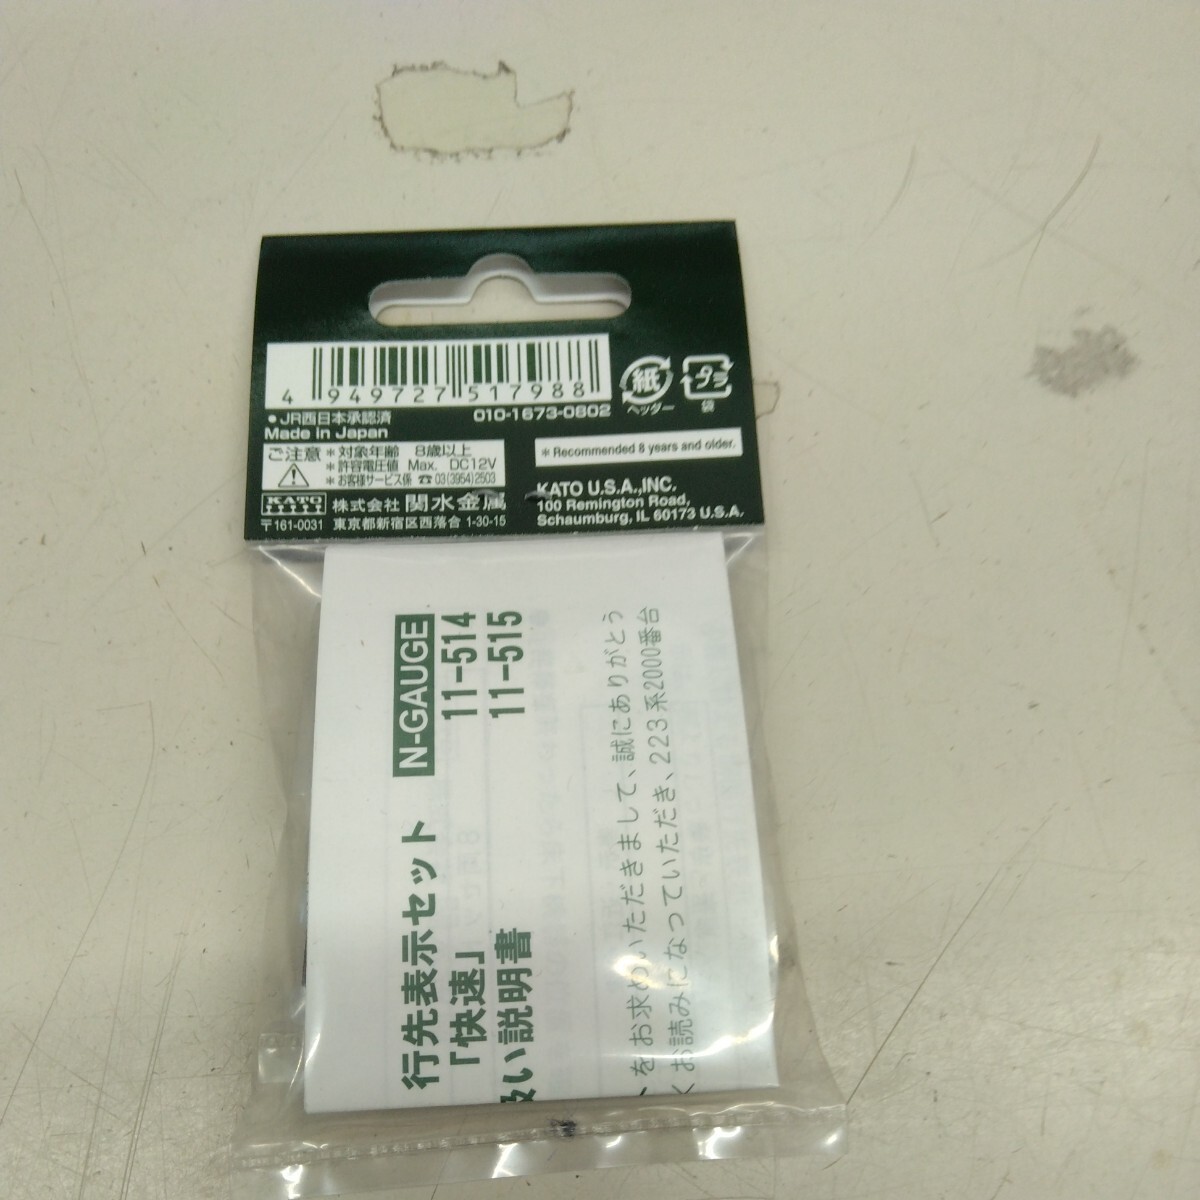 4 949727 517988
●JR西日本承認済
010-1673-0802
Made in Japan
紙
ヘッダー
プラ
袋
ご注意
*対象年齢 8歳以上
*許容電圧値 Max. DC12V
*お客様サービス係 ☎03(3954)2503
* Recommended 8 years and older.
KATO 株式会社 関水金属
〒161-0031 東京都新宿区西落合 1-30-15
KATO U.S.A.,INC.
100 Remington Road,
Schaumburg, IL 60173 U.S.A.
行先表示セット N-GAUGE
「快速」 11-514
11-515
扱い説明書
をお求めいただきまして、誠にありがとう
くお読みになっていただき、223系2000番台